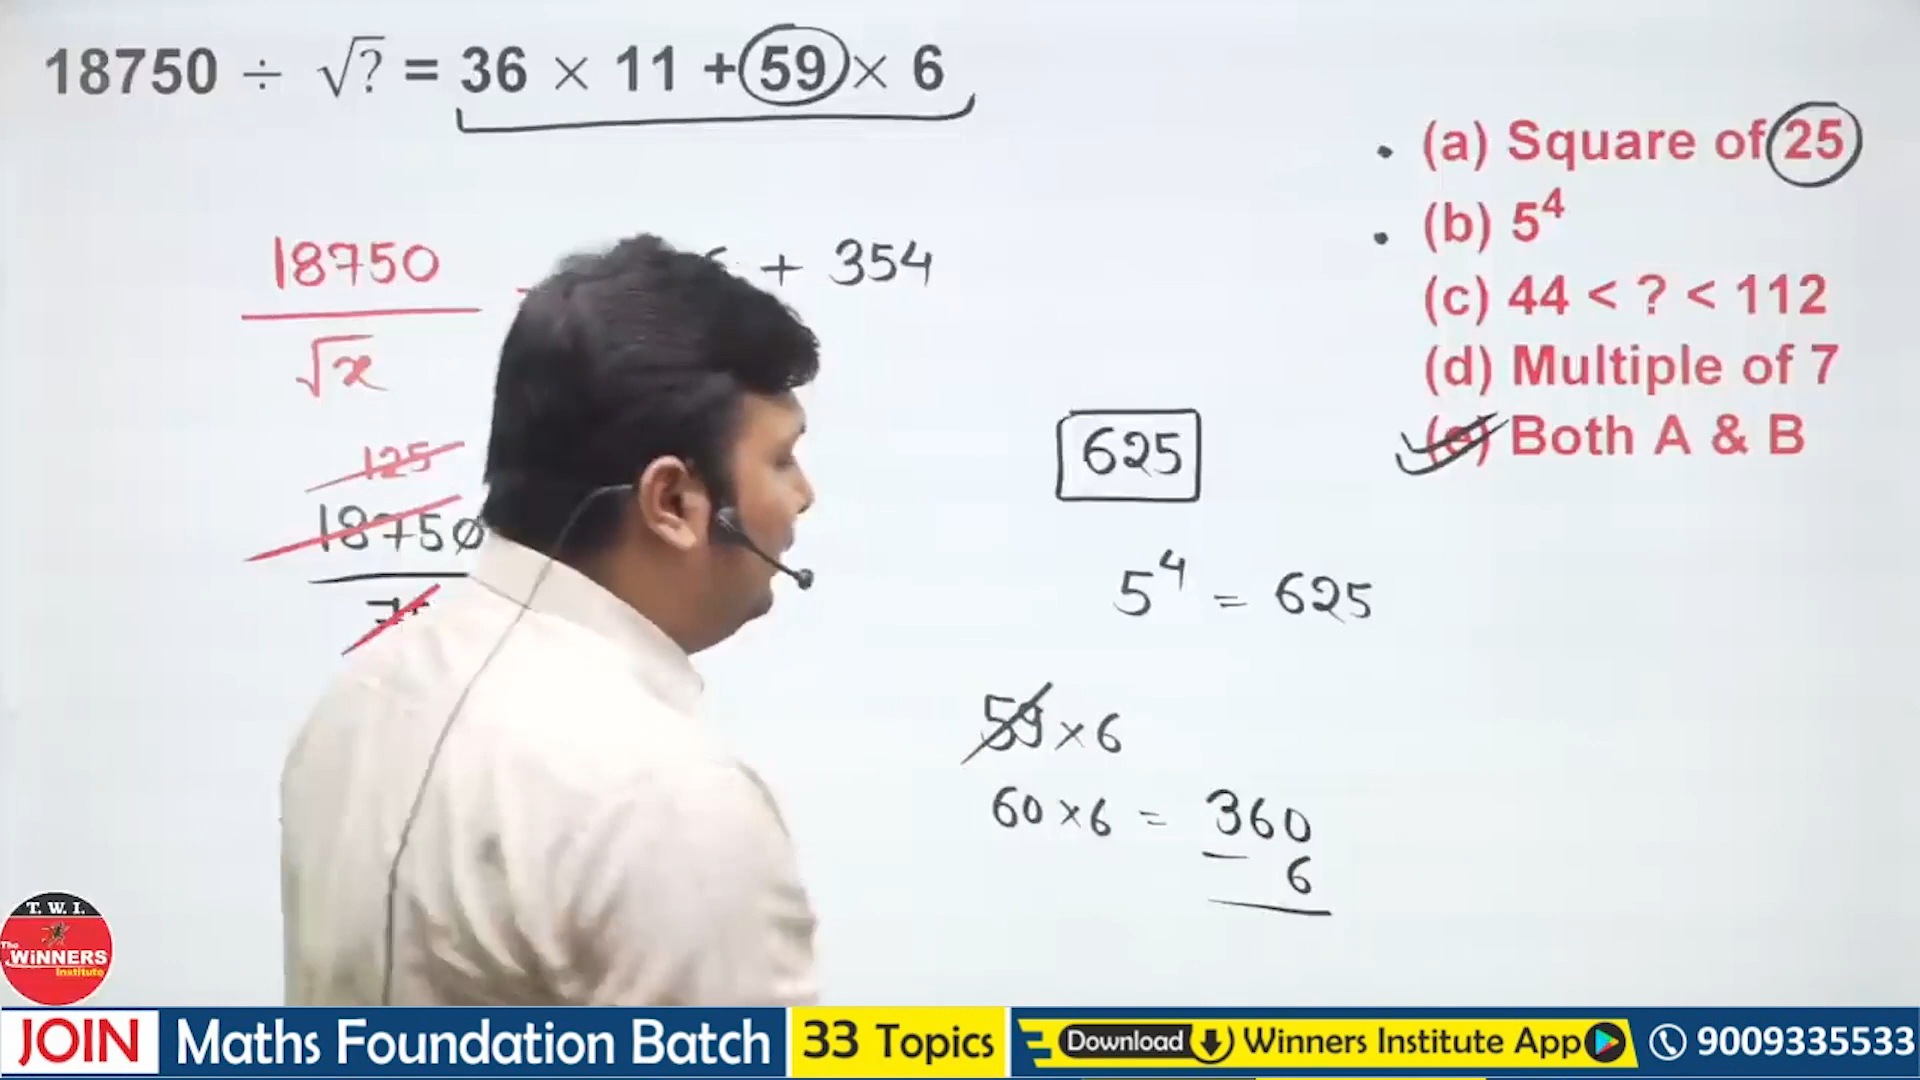 18750 ÷ √? = 36 × 11 + 59 × 6
(a) Square of 25
(b) 5⁴
(c) 44 < ? < 112
(d) Multiple of 7
(e) Both A & B
18750
√x
+ 354
125
18750
625
5⁴ = 625
59 × 6
60 × 6 = 360
− 6
T. W. I.
The
WiNNERS
Institute
JOIN Maths Foundation Batch 33 Topics Download Winners Institute App 9009335533